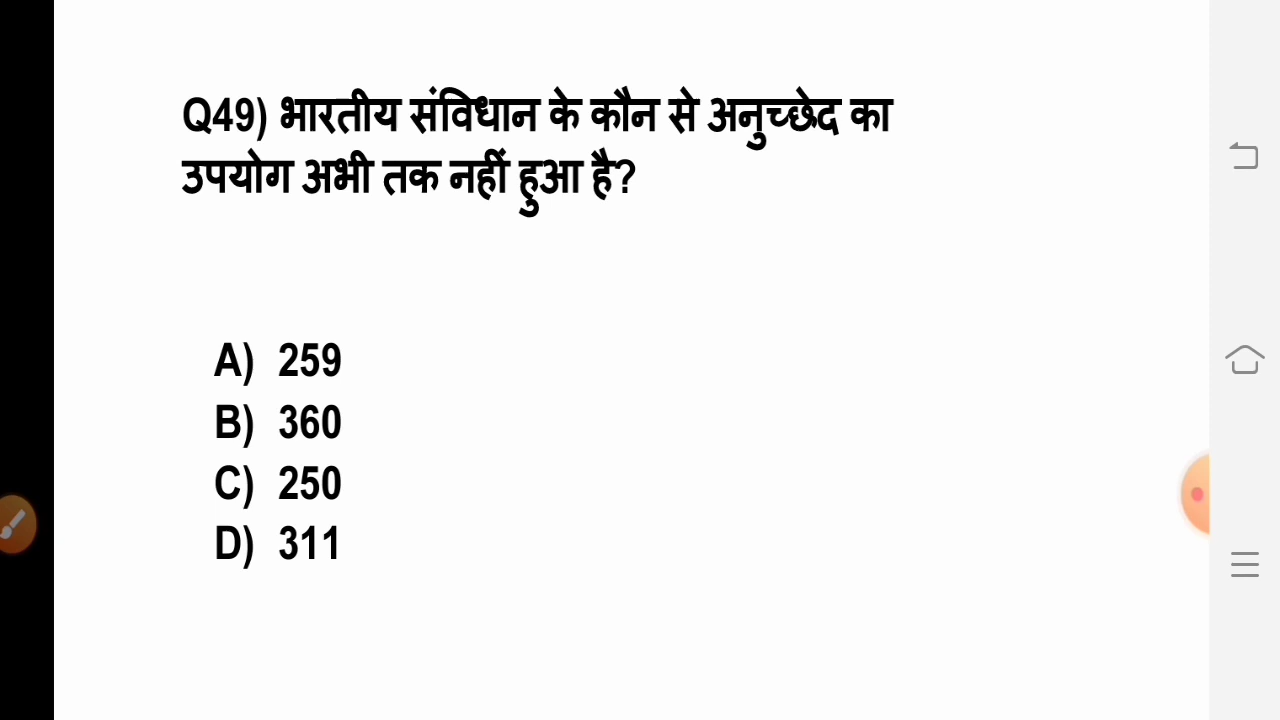 Q49) भारतीय संविधान के कौन से अनुच्छेद का
उपयोग अभी तक नहीं हुआ है?
A) 259
B) 360
C) 250
D) 311